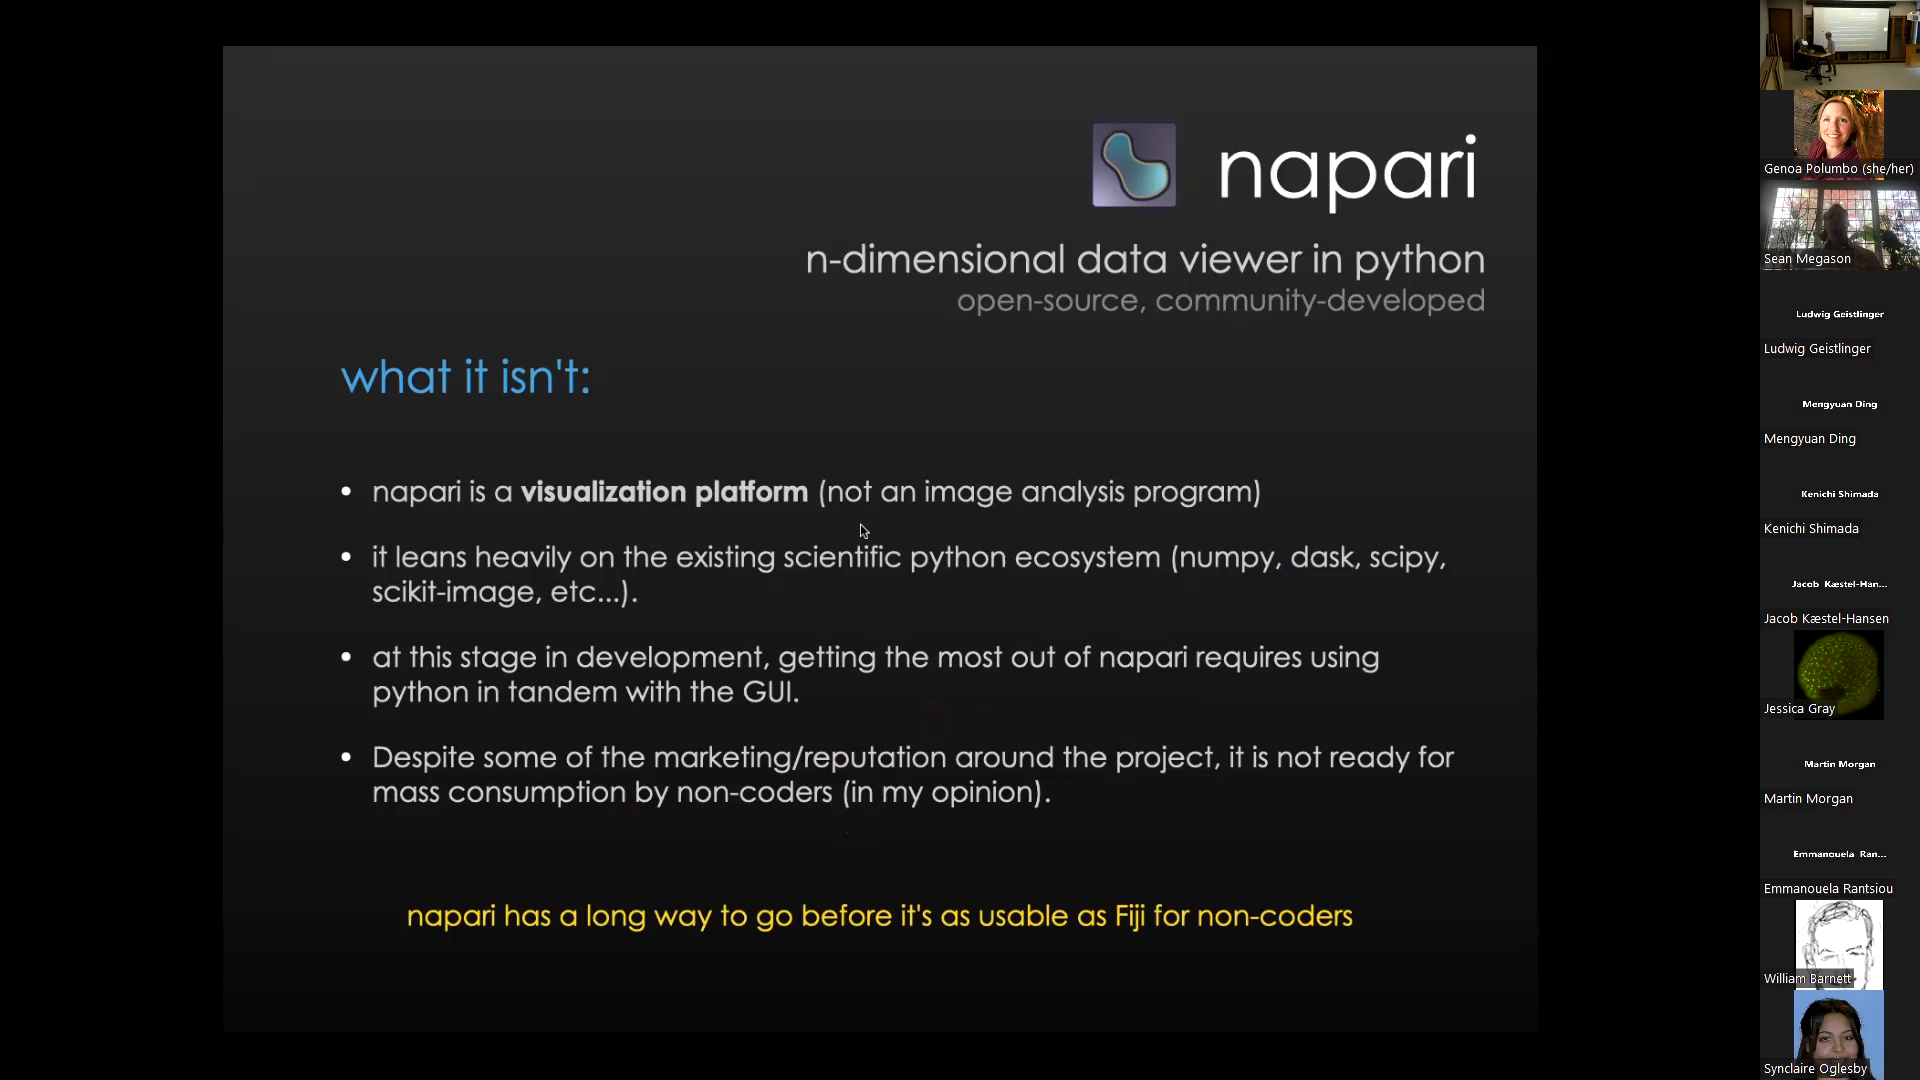 napari
n-dimensional data viewer in python
open-source, community-developed
what it isn't:
• napari is a visualization platform (not an image analysis program)
• it leans heavily on the existing scientific python ecosystem (numpy, dask, scipy,
scikit-image, etc...).
• at this stage in development, getting the most out of napari requires using
python in tandem with the GUI.
• Despite some of the marketing/reputation around the project, it is not ready for
mass consumption by non-coders (in my opinion).
napari has a long way to go before it's as usable as Fiji for non-coders
Genoa Polumbo (she/her)
Sean Megason
Ludwig Geistlinger
Ludwig Geistlinger
Mengyuan Ding
Mengyuan Ding
Kenichi Shimada
Kenichi Shimada
Jacob Kæstel-Han...
Jacob Kæstel-Hansen
Jessica Gray
Martin Morgan
Martin Morgan
Emmanouela Ran...
Emmanouela Rantsiou
William Barnett
Synclaire Oglesby